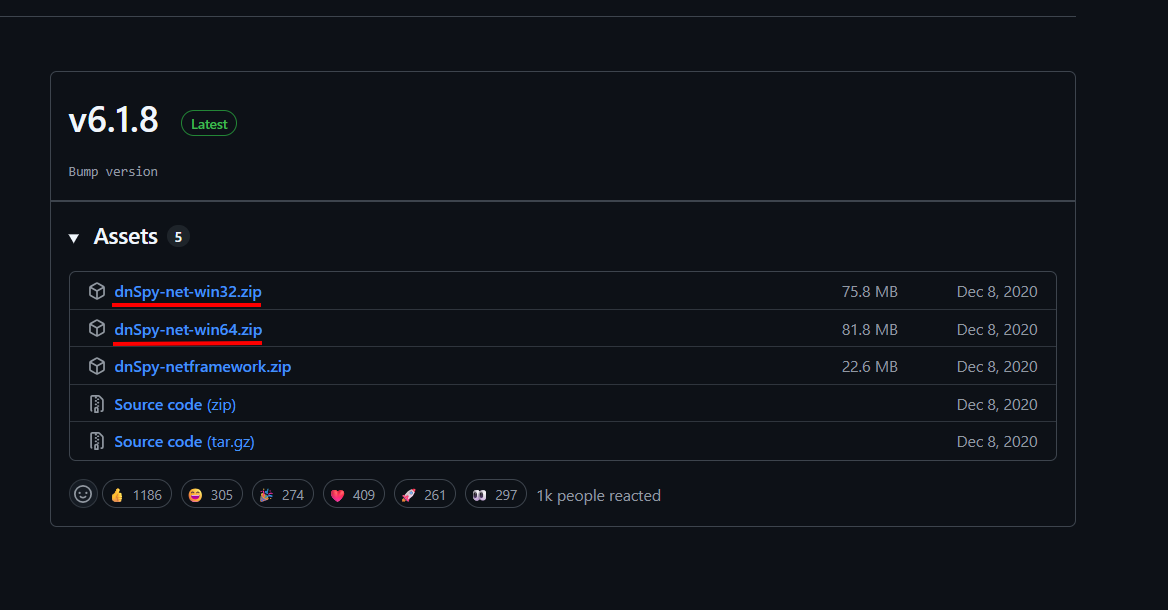 v6.1.8 Latest
Bump version
Assets 5
dnSpy-net-win32.zip 75.8 MB Dec 8, 2020
dnSpy-net-win64.zip 81.8 MB Dec 8, 2020
dnSpy-netframework.zip 22.6 MB Dec 8, 2020
Source code (zip) Dec 8, 2020
Source code (tar.gz) Dec 8, 2020
👍 1186 😄 305 🎉 274 ❤️ 409 🚀 261 👀 297 1k people reacted